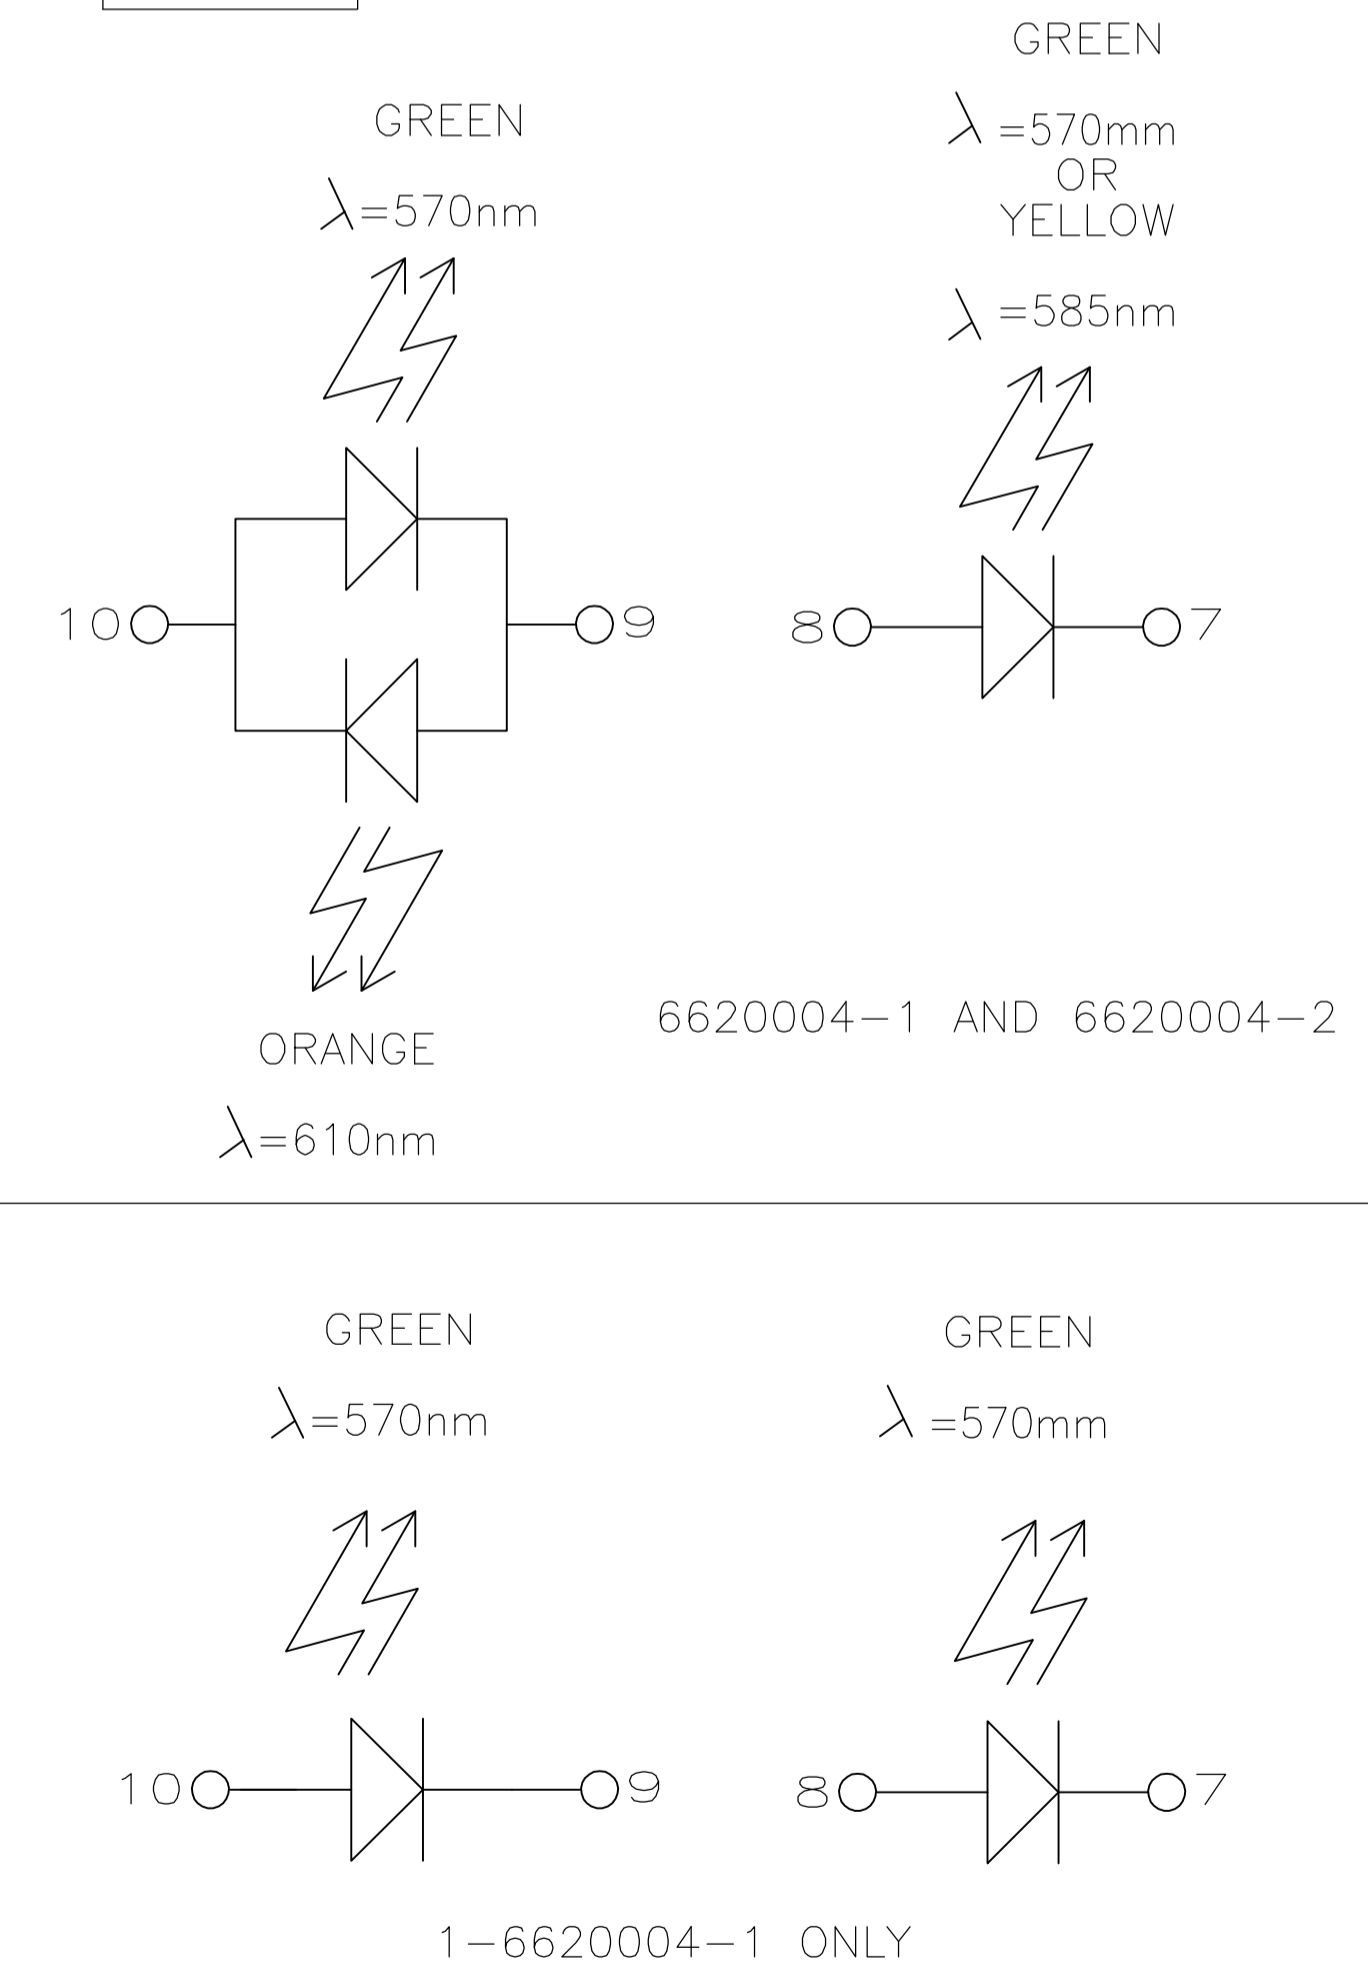 GREEN
λ=570nm
10
9
ORANGE
λ=610nm
GREEN
λ =570mm
OR
YELLOW
λ =585nm
8
7
6620004-1 AND 6620004-2
GREEN
λ=570nm
10
9
GREEN
λ =570mm
8
7
1-6620004-1 ONLY